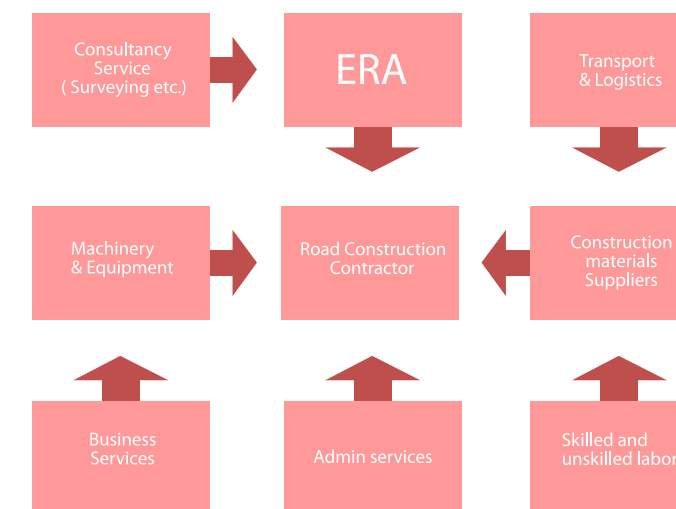 Consultancy
Service
( Surveying etc.)
ERA
Transport
& Logistics
Machinery
& Equipment
Road Construction
Contractor
Construction
materials
Suppliers
Business
Services
Admin services
Skilled and
unskilled labor